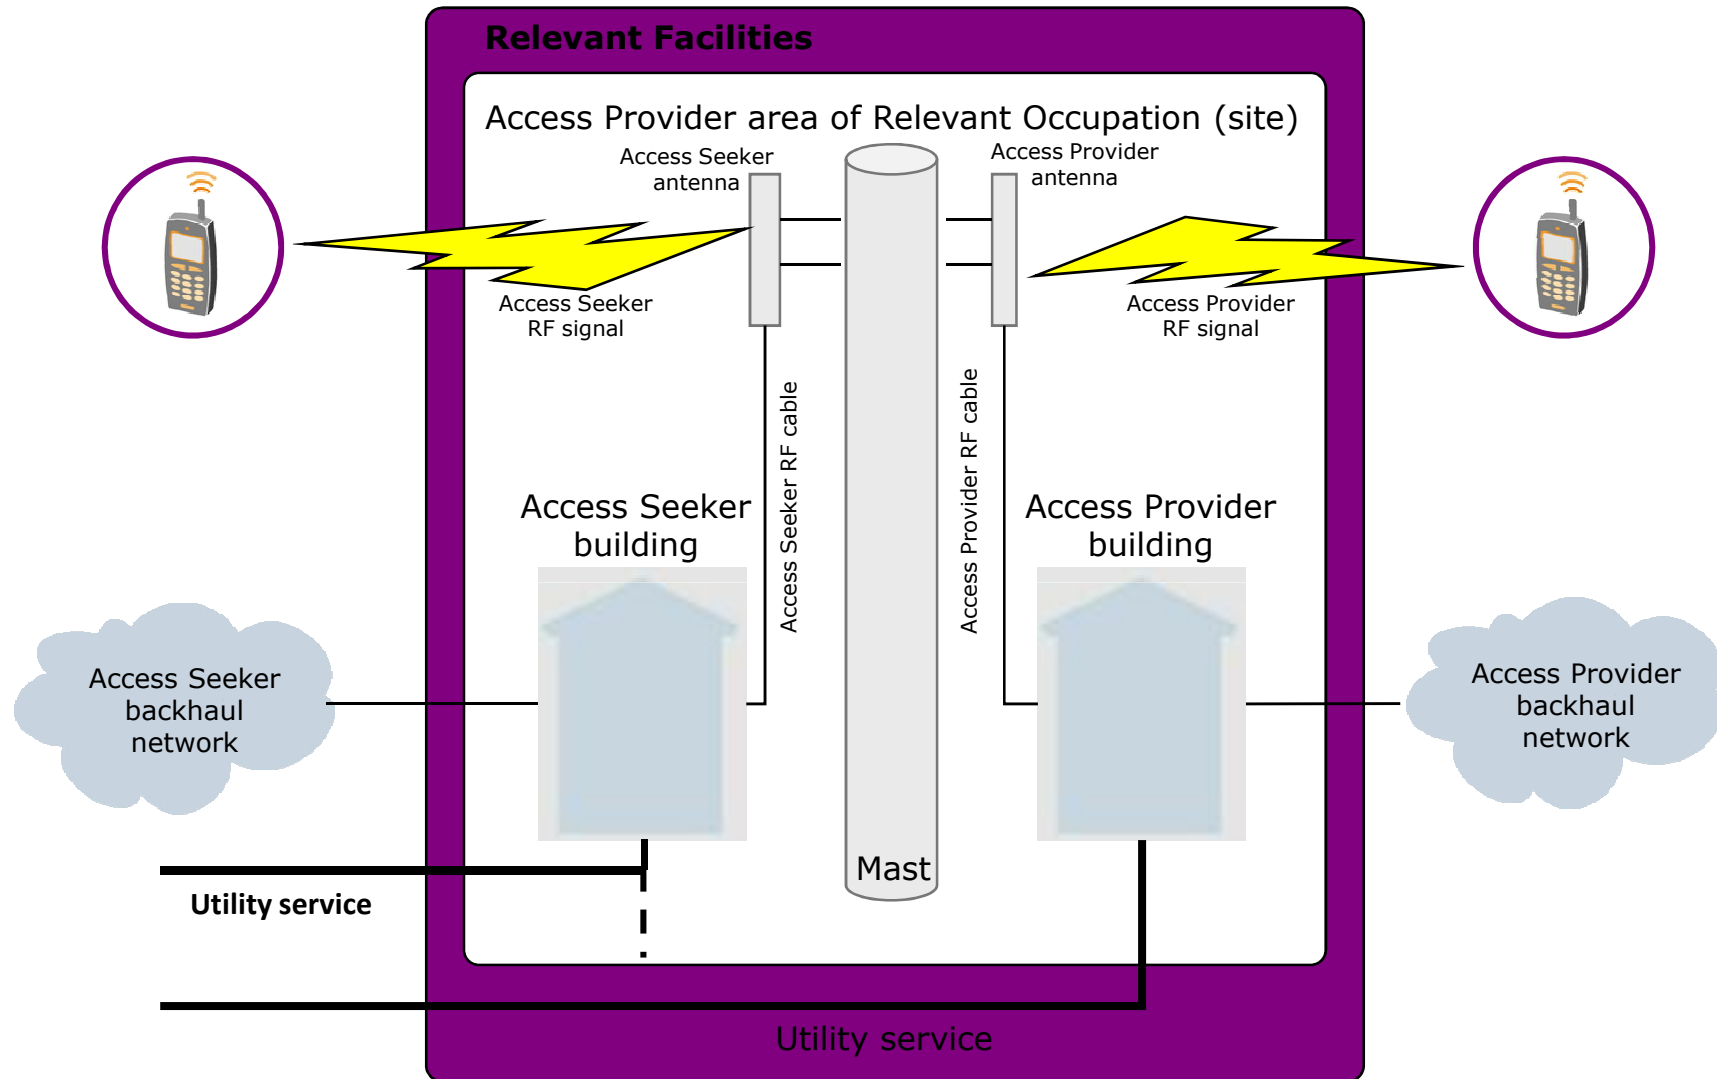 Relevant Facilities
Access Provider area of Relevant Occupation (site)
Access Seeker
antenna
Access Provider
antenna
Access Seeker
RF signal
Access Provider
RF signal
Access Seeker RF cable
Access Provider RF cable
Access Seeker
building
Access Provider
building
Access Seeker
backhaul
network
Access Provider
backhaul
network
Mast
Utility service
Utility service